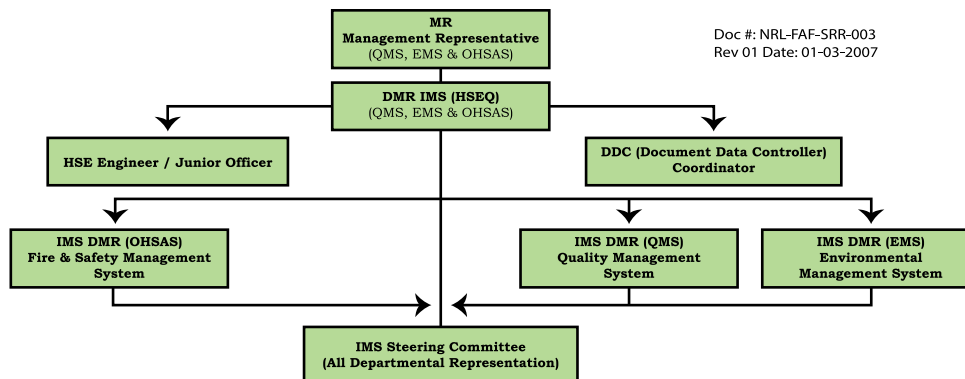 MR
Management Representative
(QMS, EMS & OHSAS)
Doc #: NRL-FAF-SRR-003
Rev 01 Date: 01-03-2007
DMR IMS (HSEQ)
(QMS, EMS & OHSAS)
HSE Engineer / Junior Officer
DDC (Document Data Controller)
Coordinator
IMS DMR (OHSAS)
Fire & Safety Management
System
IMS DMR (QMS)
Quality Management
System
IMS DMR (EMS)
Environmental
Management System
IMS Steering Committee
(All Departmental Representation)